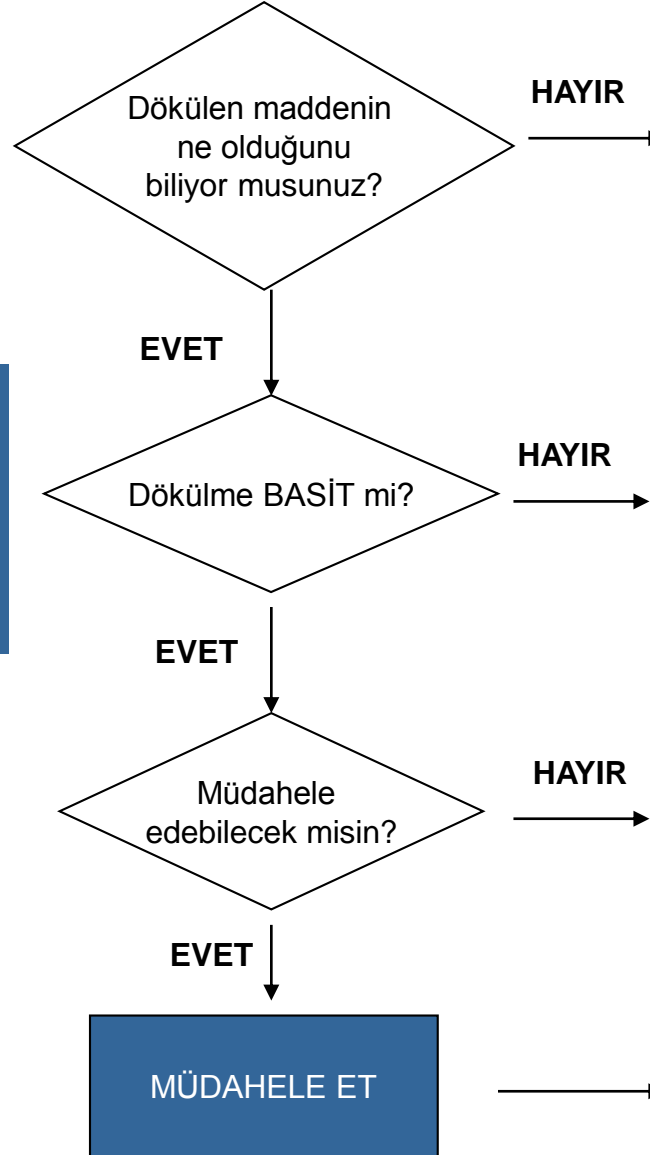 Dökülen maddenin
ne olduğunu
biliyor musunuz?
HAYIR
EVET
Dökülme BASİT mi?
HAYIR
EVET
Müdahele
edebilecek misin?
HAYIR
EVET
MÜDAHELE ET